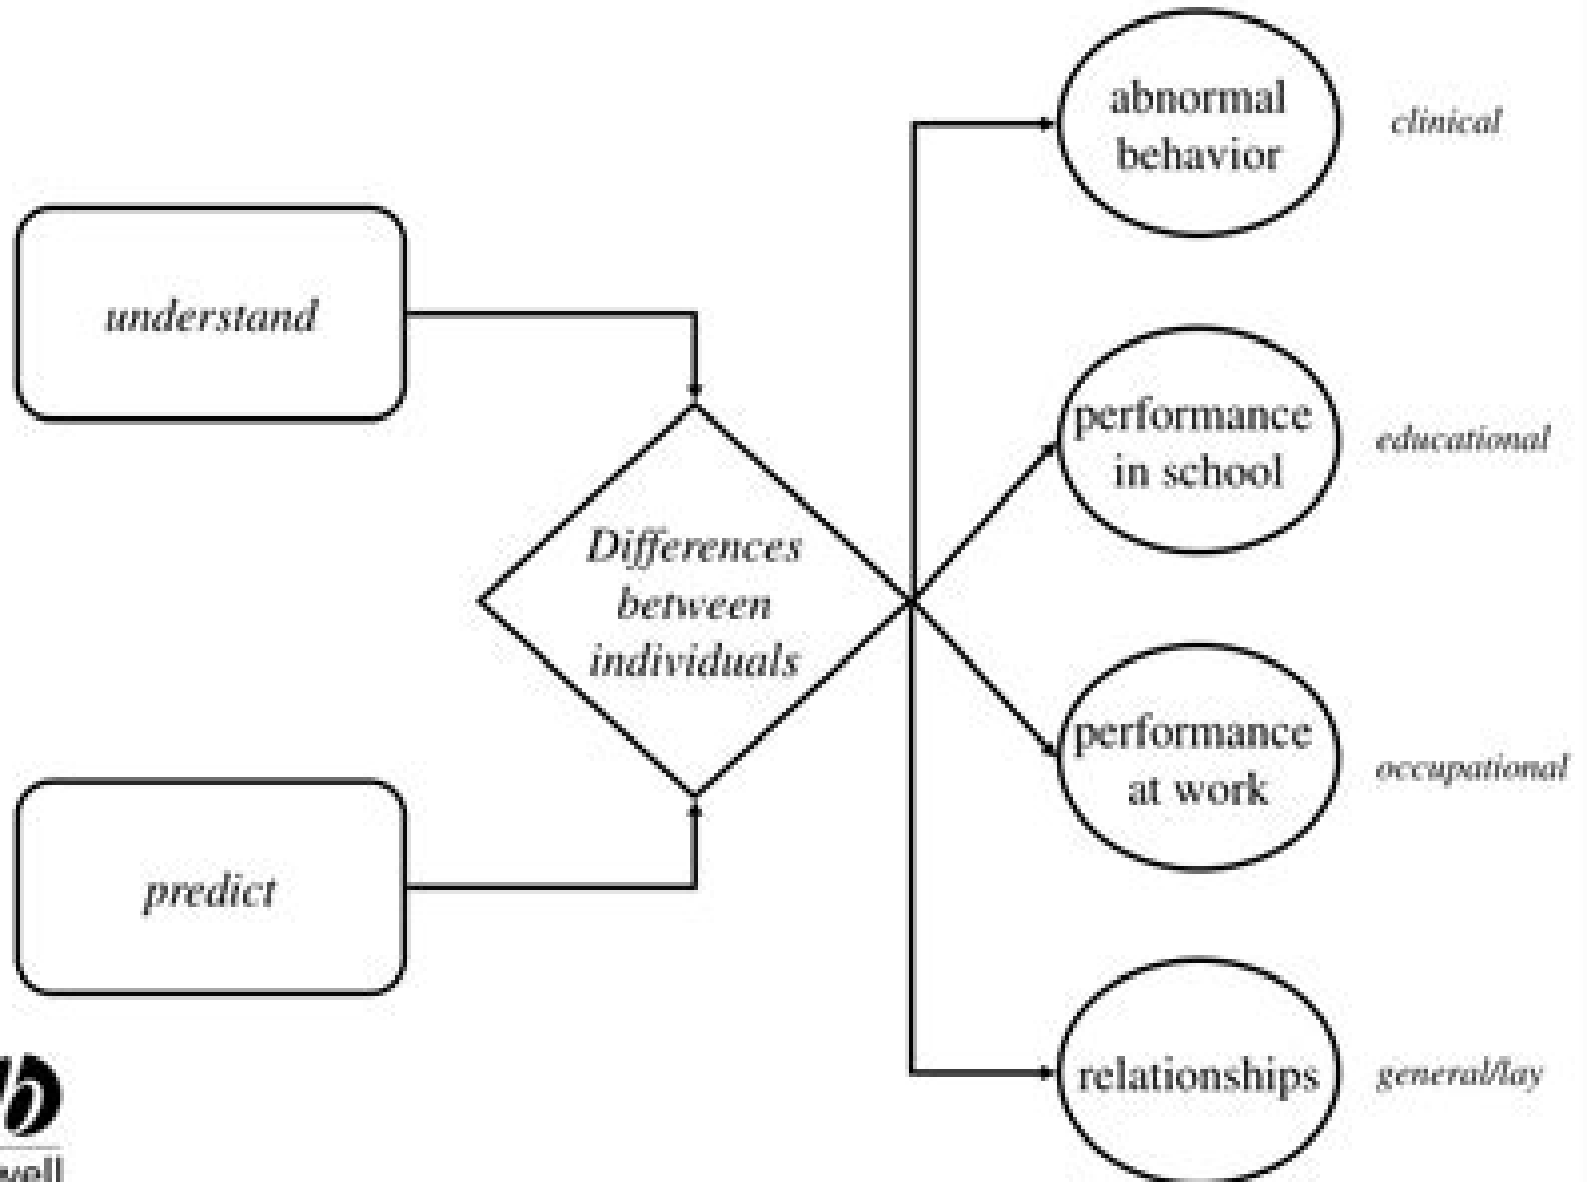 abnormal
behavior
clinical
understand
performance
in school
educational
Differences
between
individuals
performance
at work
occupational
predict
relationships
general/lay